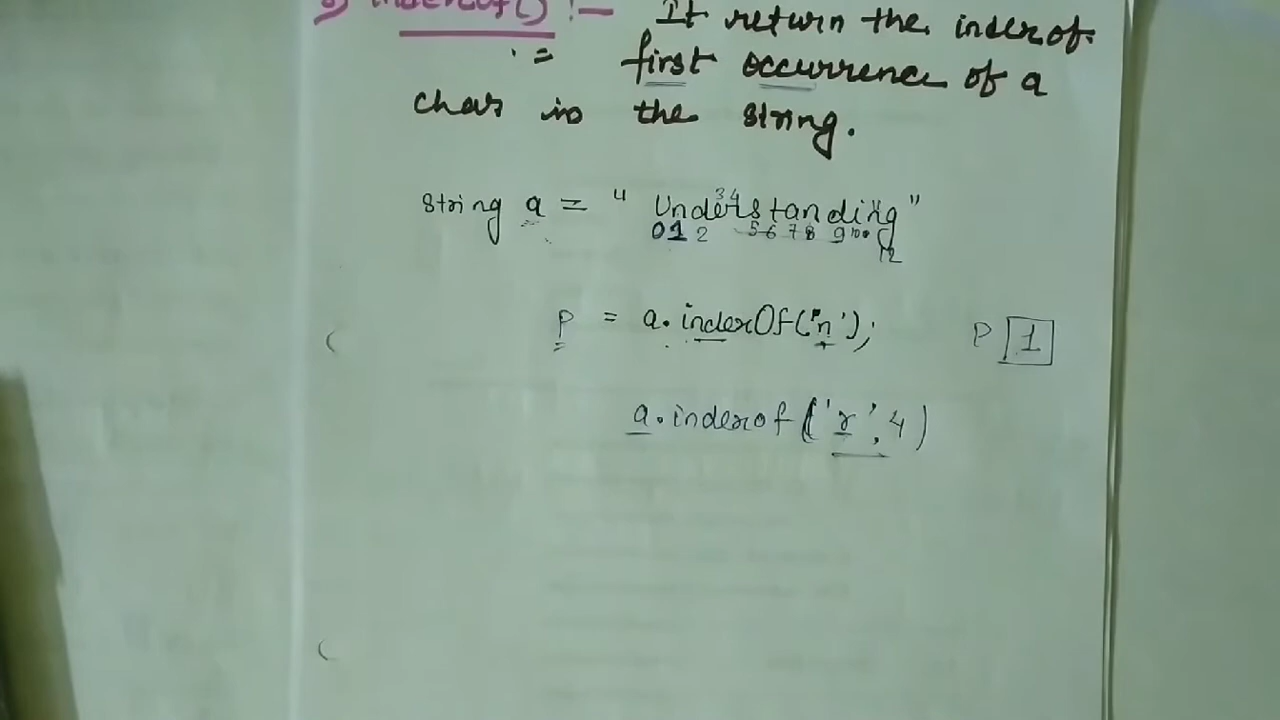 indexof() :- It return the index of
first occurrence of a
char in the string.
String a = "Understanding"
0 1 2 3 4 5 6 7 8 9 10 12
p = a.indexOf('n'); P 1
a.indexof('r',4)